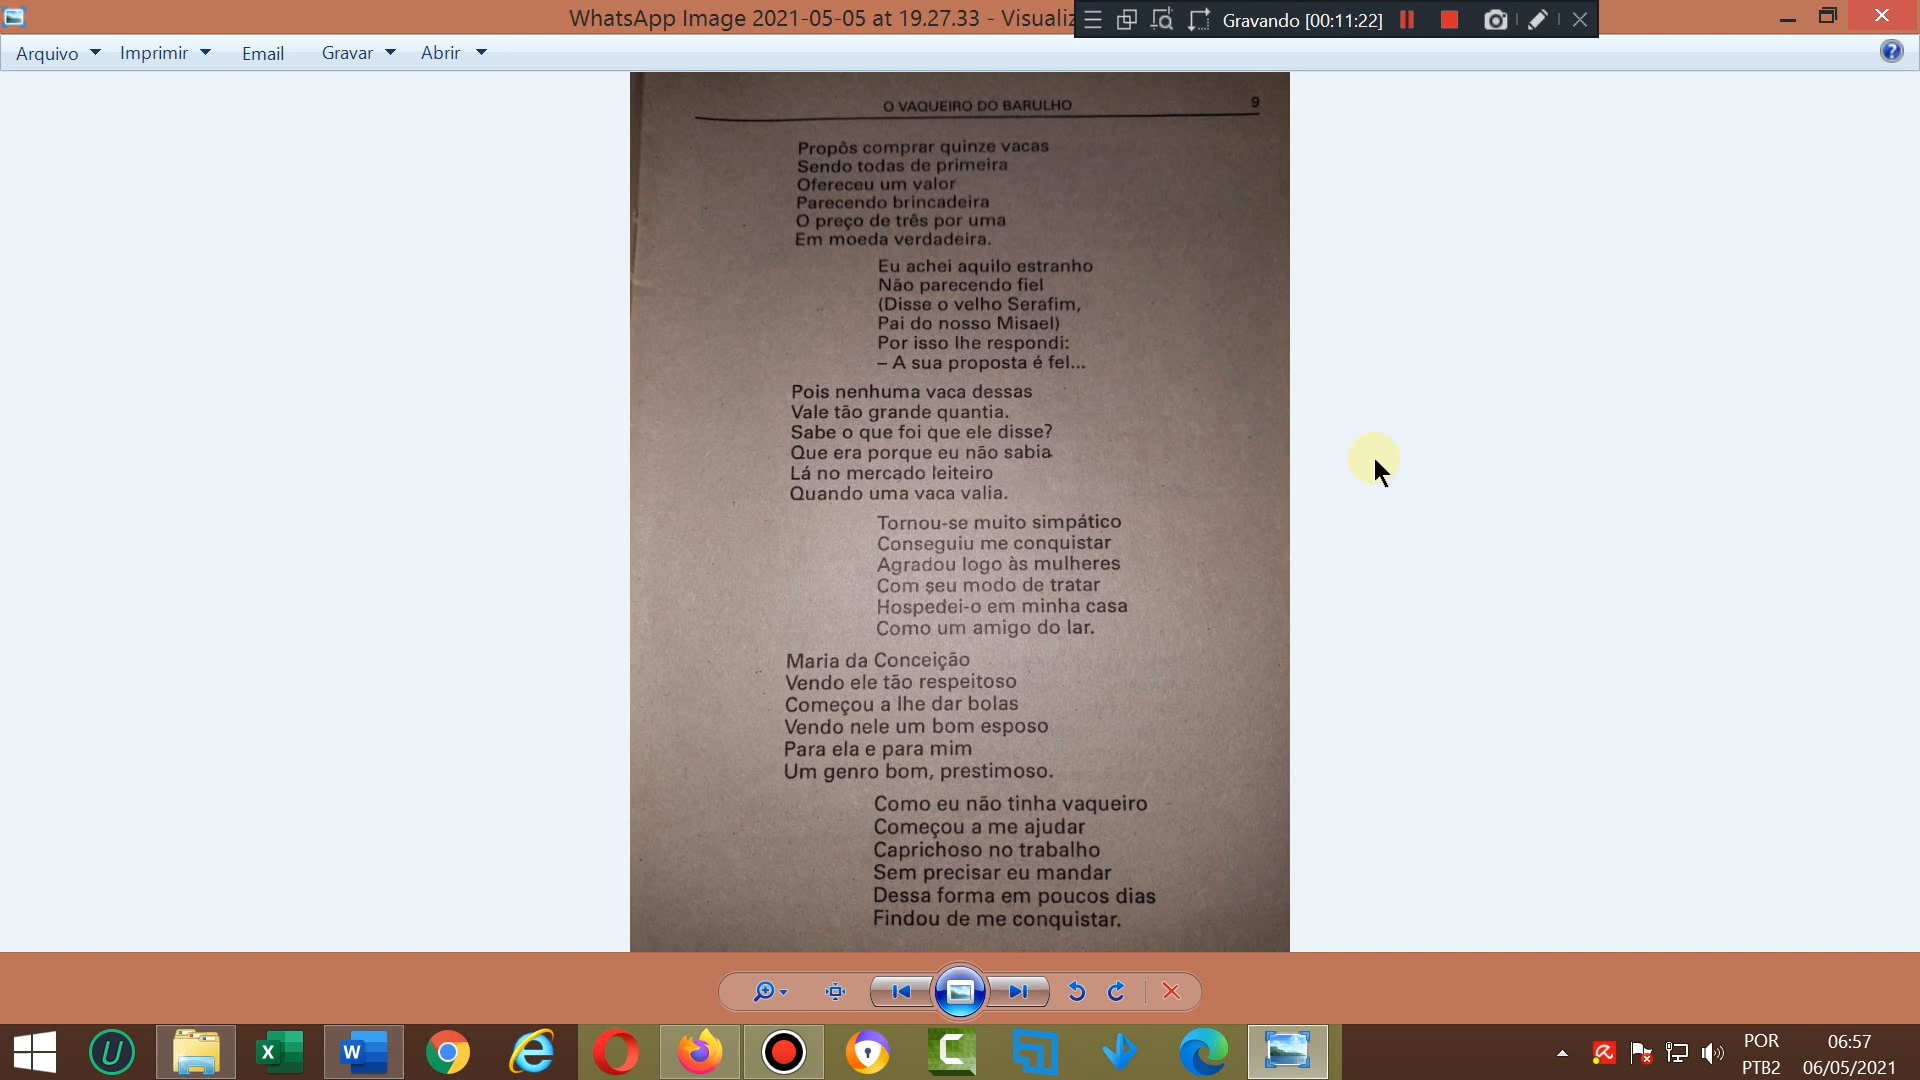 WhatsApp Image 2021-05-05 at 19.27.33 - Visualiz
Gravando [00:11:22]
Arquivo Imprimir Email Gravar Abrir
O VAQUEIRO DO BARULHO 9
Propôs comprar quinze vacas
Sendo todas de primeira
Ofereceu um valor
Parecendo brincadeira
O preço de três por uma
Em moeda verdadeira.
Eu achei aquilo estranho
Não parecendo fiel
(Disse o velho Serafim,
Pai do nosso Misael)
Por isso lhe respondi:
– A sua proposta é fel...
Pois nenhuma vaca dessas
Vale tão grande quantia.
Sabe o que foi que ele disse?
Que era porque eu não sabia
Lá no mercado leiteiro
Quando uma vaca valia.
Tornou-se muito simpático
Conseguiu me conquistar
Agradou logo às mulheres
Com seu modo de tratar
Hospedei-o em minha casa
Como um amigo do lar.
Maria da Conceição
Vendo ele tão respeitoso
Começou a lhe dar bolas
Vendo nele um bom esposo
Para ela e para mim
Um genro bom, prestimoso.
Como eu não tinha vaqueiro
Começou a me ajudar
Caprichoso no trabalho
Sem precisar eu mandar
Dessa forma em poucos dias
Findou de me conquistar.
POR 06:57
PTB2 06/05/2021